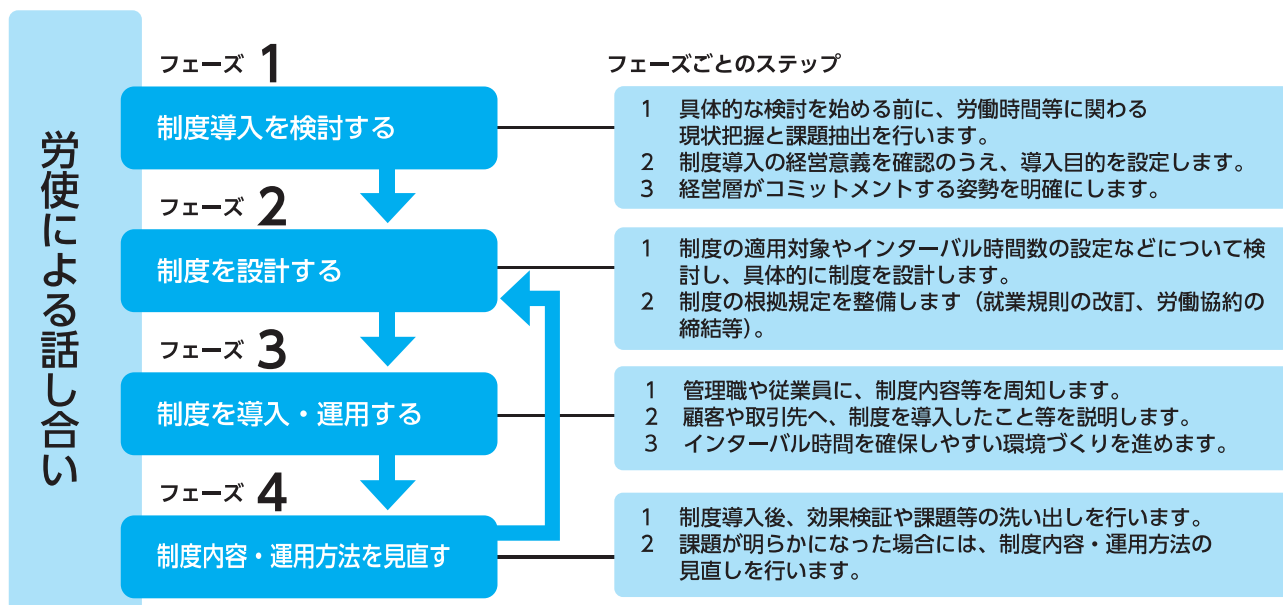 労使による話し合い
フェーズ 1
制度導入を検討する
フェーズごとのステップ
1 具体的な検討を始める前に、労働時間等に関わる
現状把握と課題抽出を行います。
2 制度導入の経営意義を確認のうえ、導入目的を設定します。
3 経営層がコミットメントする姿勢を明確にします。
フェーズ 2
制度を設計する
1 制度の適用対象やインターバル時間数の設定などについて検
討し、具体的に制度を設計します。
2 制度の根拠規定を整備します（就業規則の改訂、労働協約の
締結等）。
フェーズ 3
制度を導入・運用する
1 管理職や従業員に、制度内容等を周知します。
2 顧客や取引先へ、制度を導入したこと等を説明します。
3 インターバル時間を確保しやすい環境づくりを進めます。
フェーズ 4
制度内容・運用方法を見直す
1 制度導入後、効果検証や課題等の洗い出しを行います。
2 課題が明らかになった場合には、制度内容・運用方法の
見直しを行います。